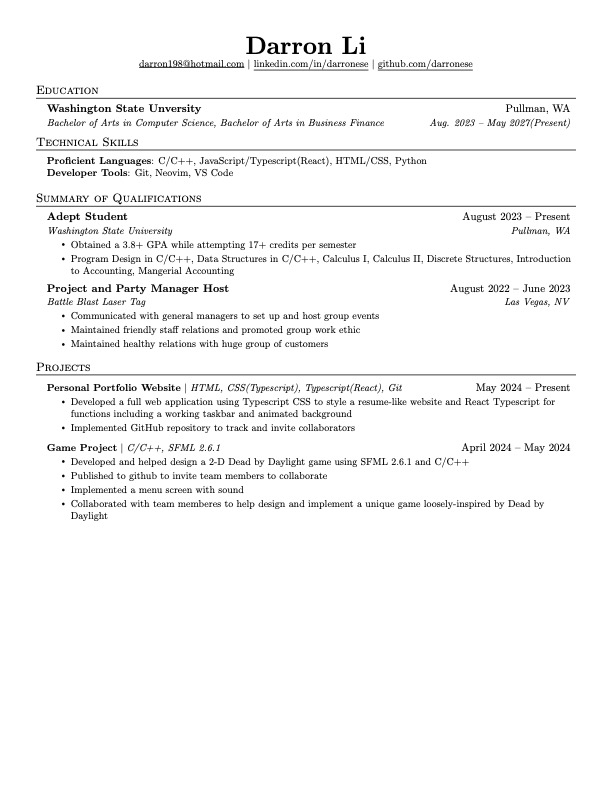 Darron Li
darron198@hotmail.com | linkedin.com/in/darronese | github.com/darronese
Education
Washington State Unversity Pullman, WA
Bachelor of Arts in Computer Science, Bachelor of Arts in Business Finance Aug. 2023 – May 2027(Present)
Technical Skills
Proficient Languages: C/C++, JavaScript/Typescript(React), HTML/CSS, Python
Developer Tools: Git, Neovim, VS Code
Summary of Qualifications
Adept Student August 2023 – Present
Washington State University Pullman, WA
• Obtained a 3.8+ GPA while attempting 17+ credits per semester
• Program Design in C/C++, Data Structures in C/C++, Calculus I, Calculus II, Discrete Structures, Introduction
to Accounting, Mangerial Accounting
Project and Party Manager Host August 2022 – June 2023
Battle Blast Laser Tag Las Vegas, NV
• Communicated with general managers to set up and host group events
• Maintained friendly staff relations and promoted group work ethic
• Maintained healthy relations with huge group of customers
Projects
Personal Portfolio Website | HTML, CSS(Typescript), Typescript(React), Git May 2024 – Present
• Developed a full web application using Typescript CSS to style a resume-like website and React Typescript for
functions including a working taskbar and animated background
• Implemented GitHub repository to track and invite collaborators
Game Project | C/C++, SFML 2.6.1 April 2024 – May 2024
• Developed and helped design a 2-D Dead by Daylight game using SFML 2.6.1 and C/C++
• Published to github to invite team members to collaborate
• Implemented a menu screen with sound
• Collaborated with team memberes to help design and implement a unique game loosely-inspired by Dead by
Daylight